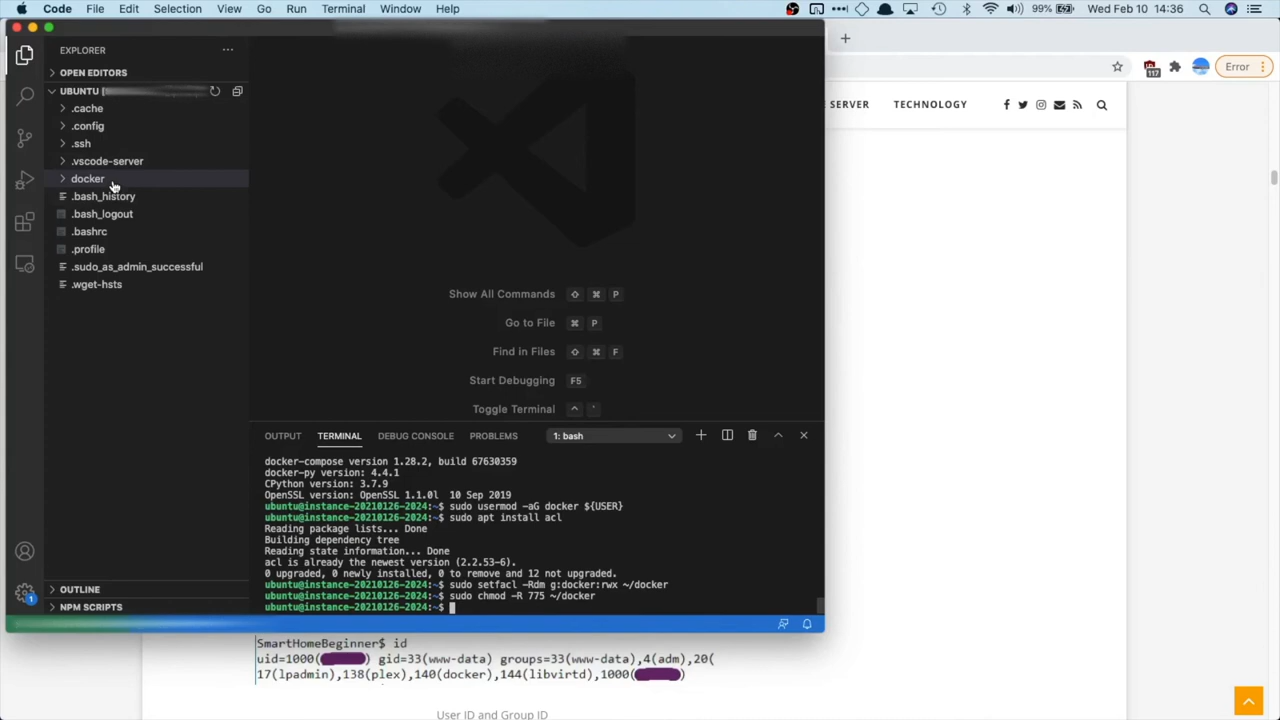 Code File Edit Selection View Go Run Terminal Window Help
99% Wed Feb 10 14:36
EXPLORER
117
Error
OPEN EDITORS
UBUNTU [
.cache
SERVER TECHNOLOGY
.config
.ssh
.vscode-server
docker
.bash_history
.bash_logout
.bashrc
.profile
.sudo_as_admin_successful
.wget-hsts
Show All Commands ⇧ ⌘ P
Go to File ⌘ P
Find in Files ⇧ ⌘ F
Start Debugging F5
Toggle Terminal ^ `
OUTPUT TERMINAL DEBUG CONSOLE PROBLEMS 1: bash
docker-compose version 1.28.2, build 67630359
docker-py version: 4.4.1
CPython version: 3.7.9
OpenSSL version: OpenSSL 1.1.0l 10 Sep 2019
ubuntu@instance-20210126-2024:~$ sudo usermod -aG docker ${USER}
ubuntu@instance-20210126-2024:~$ sudo apt install acl
Reading package lists... Done
Building dependency tree
Reading state information... Done
acl is already the newest version (2.2.53-6).
0 upgraded, 0 newly installed, 0 to remove and 12 not upgraded.
ubuntu@instance-20210126-2024:~$ sudo setfacl -Rdm g:docker:rwx ~/docker
ubuntu@instance-20210126-2024:~$ sudo chmod -R 775 ~/docker
ubuntu@instance-20210126-2024:~$
OUTLINE
1
NPM SCRIPTS
SmartHomeBeginner$ id
uid=1000( ) gid=33(www-data) groups=33(www-data),4(adm),20(
17(lpadmin),138(plex),140(docker),144(libvirtd),1000( )
User ID and Group ID